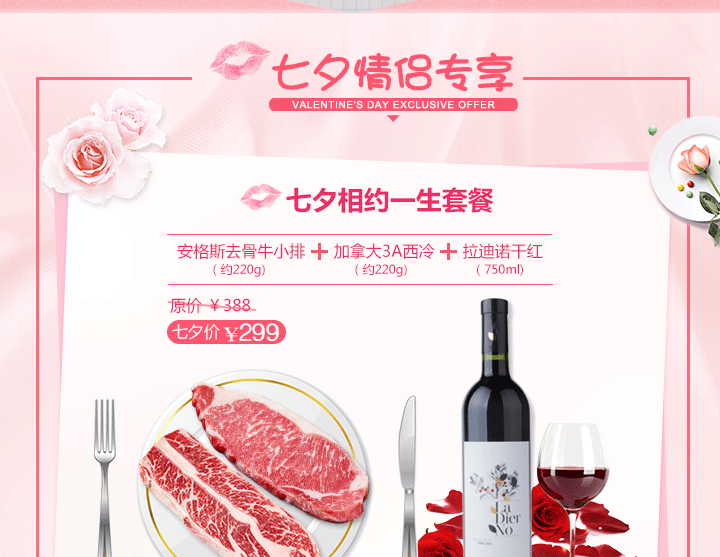 七夕情侣专享
VALENTINE'S DAY EXCLUSIVE OFFER
七夕相约一生套餐
安格斯去骨牛小排 + 加拿大3A西冷 + 拉迪诺干红
(约220g) (约220g) (750ml)
原价 ¥388
七夕价 ¥299
La
Dier
No